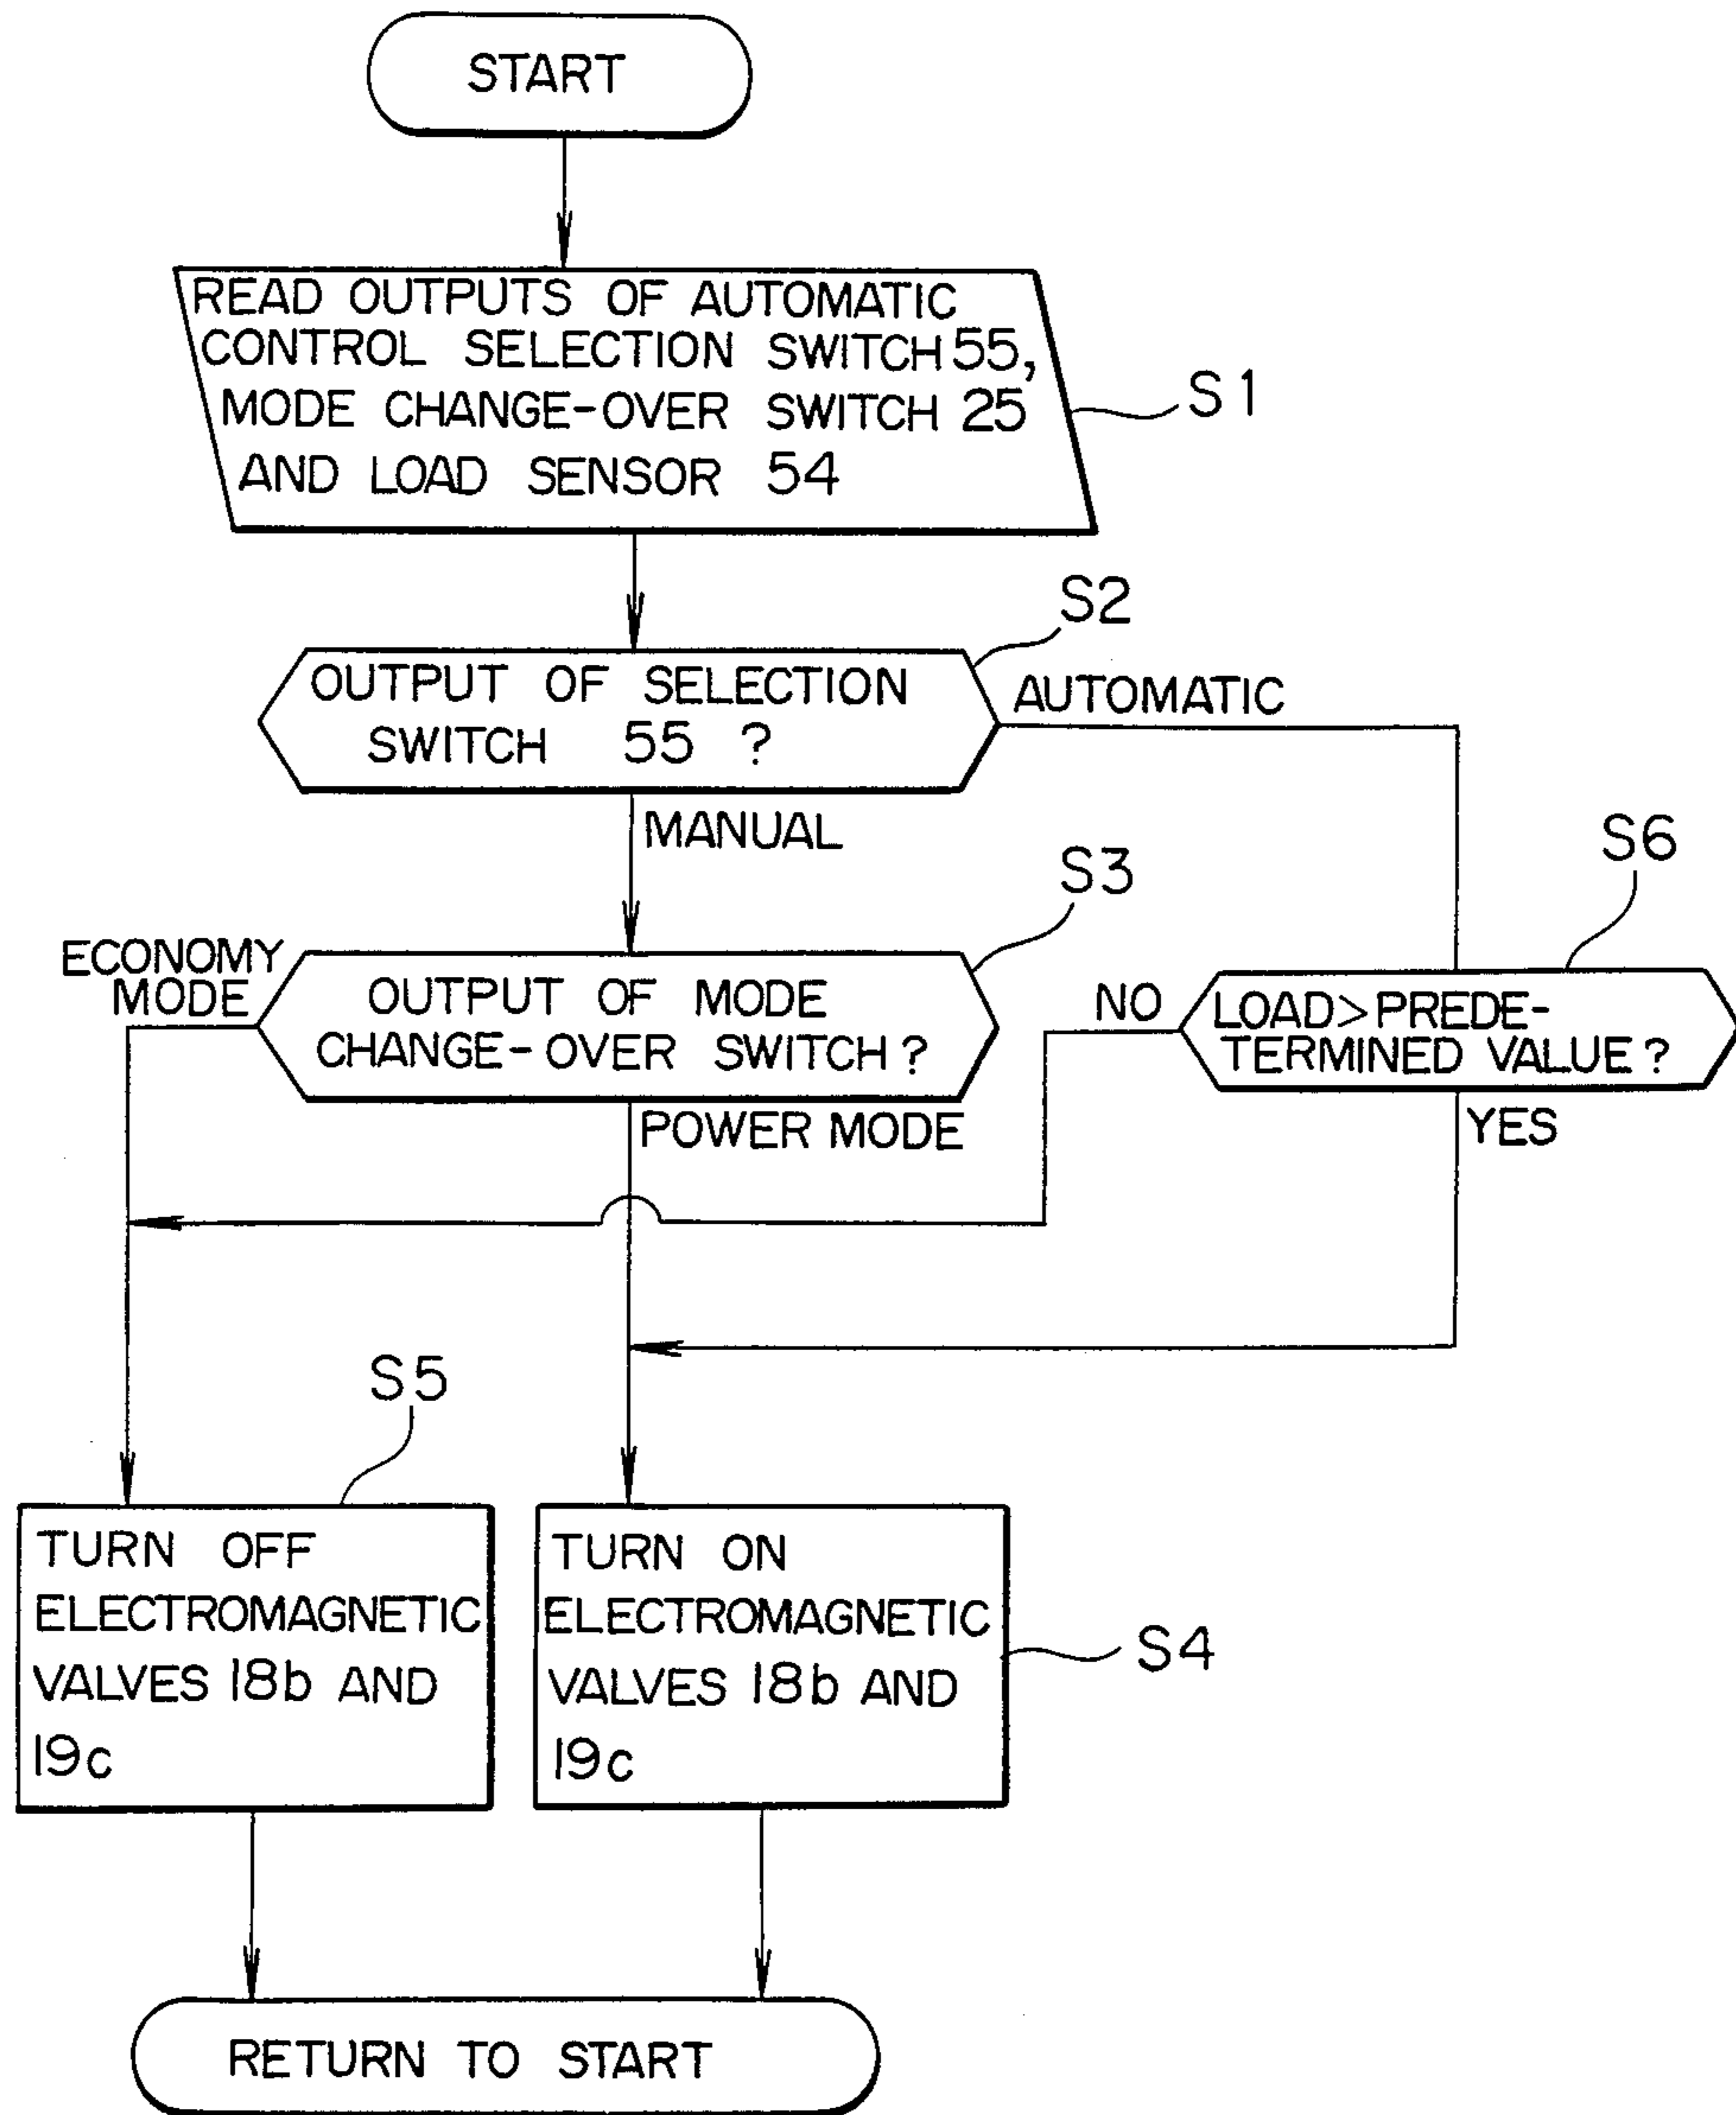 START
READ OUTPUTS OF AUTOMATIC
CONTROL SELECTION SWITCH 55,
MODE CHANGE-OVER SWITCH 25
AND LOAD SENSOR 54
S1
S2
OUTPUT OF SELECTION
SWITCH 55 ?
AUTOMATIC
MANUAL
S3
S6
ECONOMY
MODE
OUTPUT OF MODE
CHANGE-OVER SWITCH ?
NO
LOAD>PREDE-
TERMINED VALUE ?
POWER MODE
YES
S5
TURN OFF
ELECTROMAGNETIC
VALVES 18b AND
19c
TURN ON
ELECTROMAGNETIC
VALVES 18b AND
19c
S4
RETURN TO START